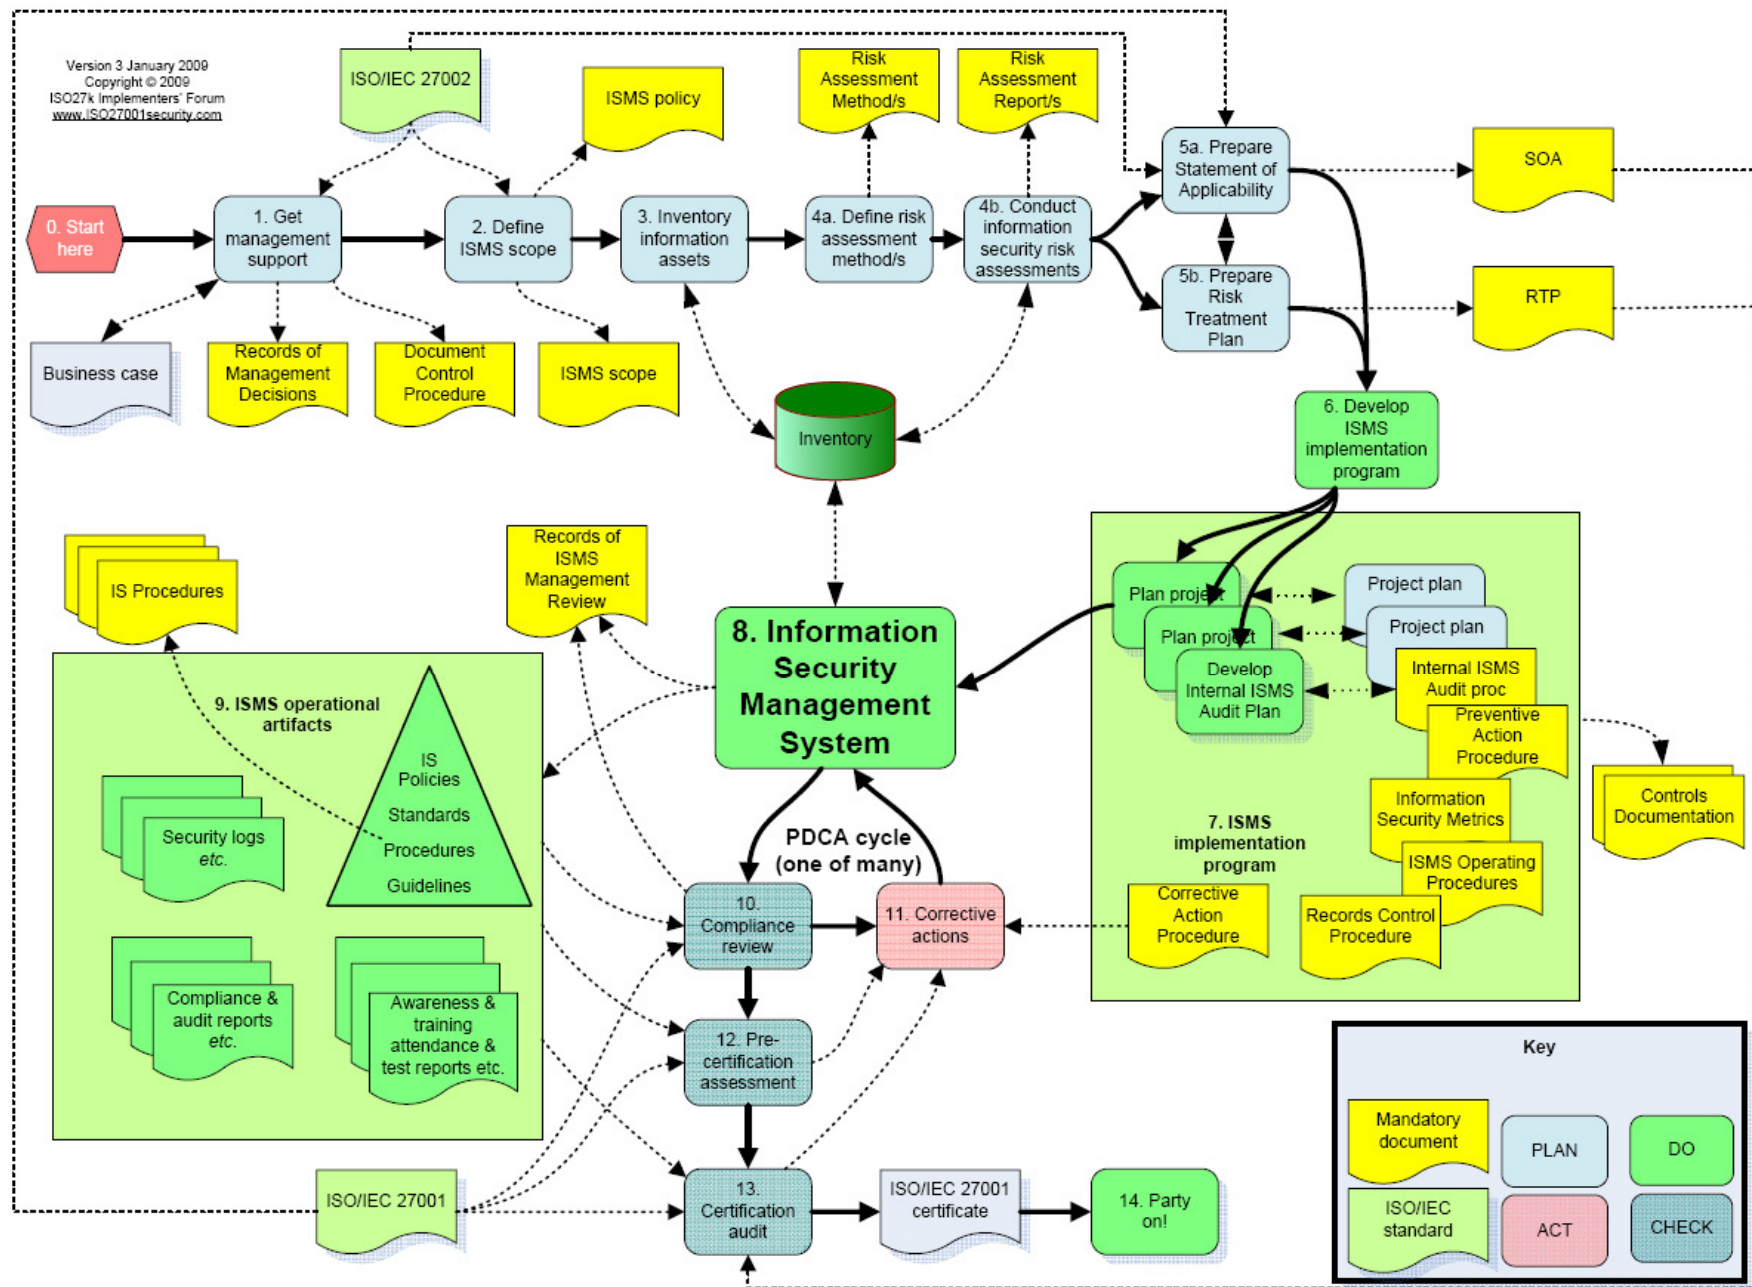 Version 3 January 2009
Copyright © 2009
ISO27k Implementers' Forum
www.ISO27001security.com
ISO/IEC 27002
ISMS policy
Risk
Assessment
Method/s
Risk
Assessment
Report/s
0. Start
here
1. Get
management
support
2. Define
ISMS scope
3. Inventory
information
assets
4a. Define risk
assessment
method/s
4b. Conduct
information
security risk
assessments
5a. Prepare
Statement of
Applicability
SOA
5b. Prepare
Risk
Treatment
Plan
RTP
Business case
Records of
Management
Decisions
Document
Control
Procedure
ISMS scope
Inventory
6. Develop
ISMS
implementation
program
IS Procedures
Records of
ISMS
Management
Review
8. Information
Security
Management
System
Plan project
Plan project
Develop
Internal ISMS
Audit Plan
Project plan
Project plan
Internal ISMS
Audit proc
Preventive
Action
Procedure
Information
Security Metrics
ISMS Operating
Procedures
Records Control
Procedure
Corrective
Action
Procedure
7. ISMS
implementation
program
Controls
Documentation
9. ISMS operational
artifacts
IS
Policies
Standards
Procedures
Guidelines
Security logs
etc.
Compliance &
audit reports
etc.
Awareness &
training
attendance &
test reports etc.
PDCA cycle
(one of many)
10.
Compliance
review
11. Corrective
actions
12. Pre-
certification
assessment
ISO/IEC 27001
13.
Certification
audit
ISO/IEC 27001
certificate
14. Party
on!
Key
Mandatory
document
PLAN
DO
ISO/IEC
standard
ACT
CHECK